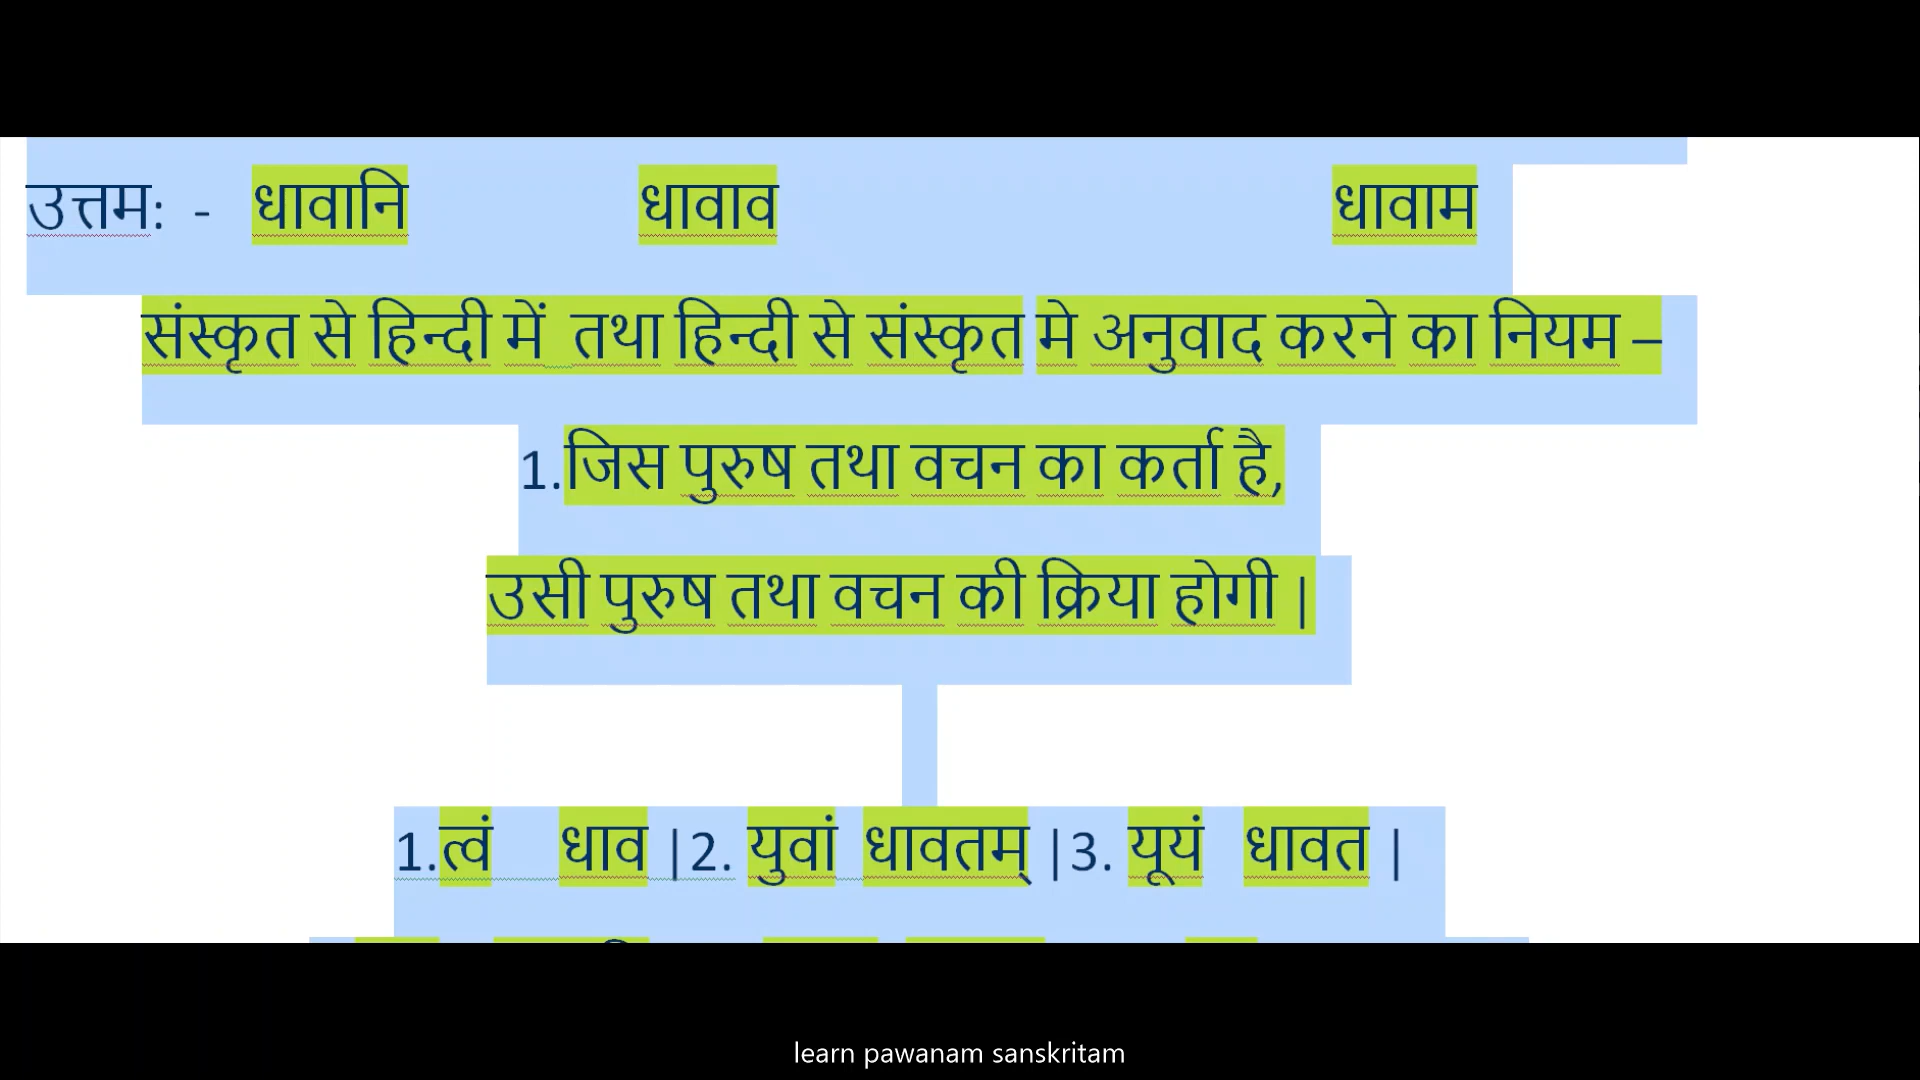 उत्तम: - धावानि धावाव धावाम
संस्कृत से हिन्दी में तथा हिन्दी से संस्कृत मे अनुवाद करने का नियम –
1.जिस पुरुष तथा वचन का कर्ता है,
उसी पुरुष तथा वचन की क्रिया होगी |
1.त्वं धाव |2. युवां धावतम् |3. यूयं धावत |
learn pawanam sanskritam